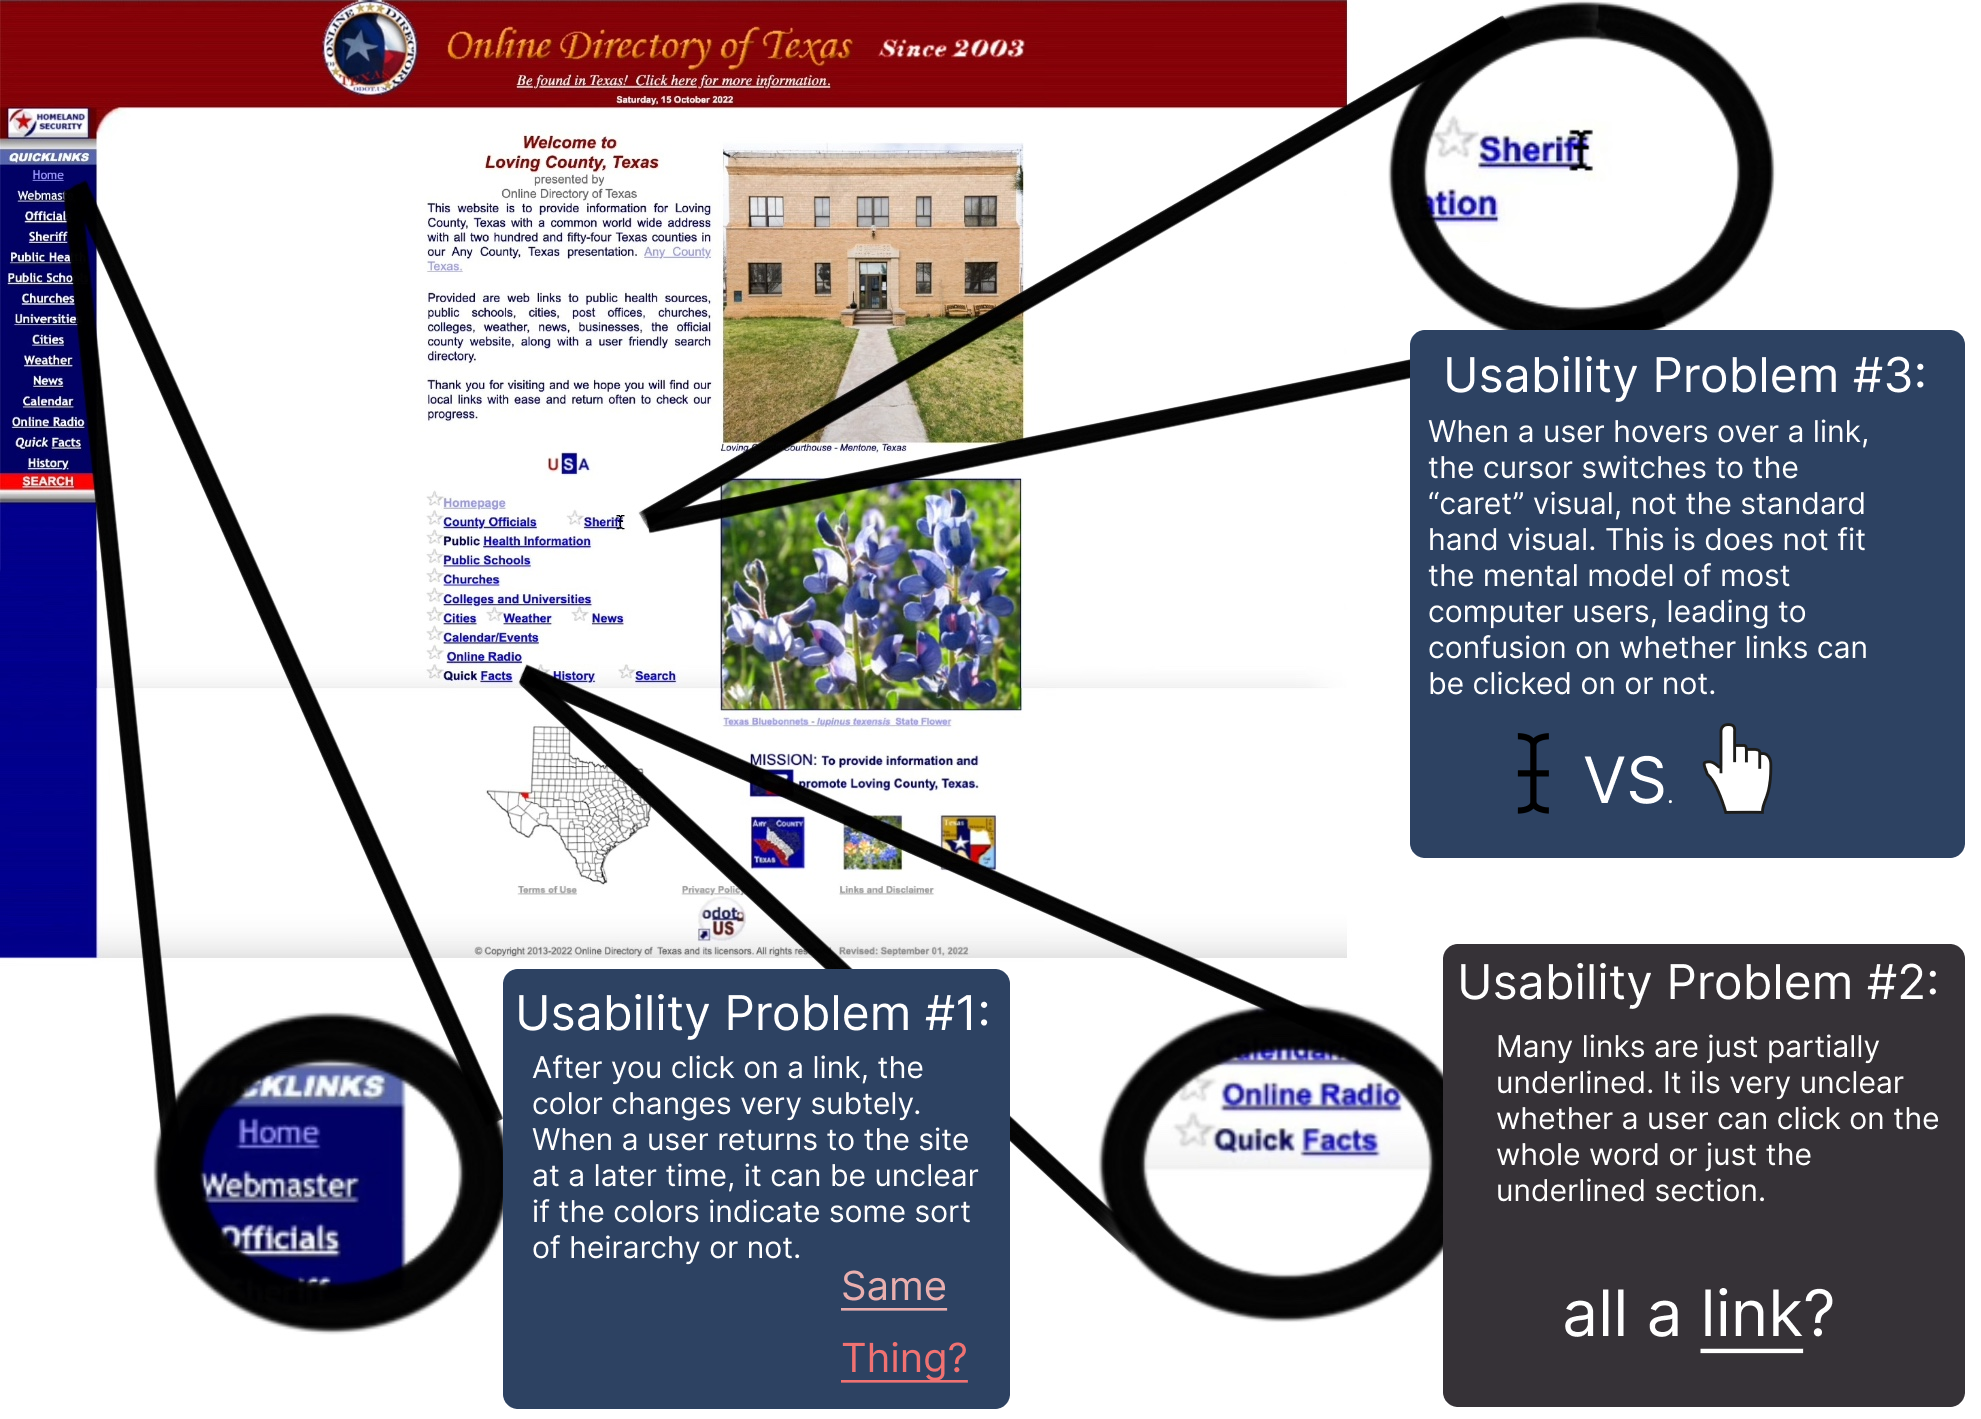 Online Directory of Texas Since 2003
Be found in Texas! Click here for more information.
Saturday, 15 October 2022
HOMELAND
SECURITY
QUICKLINKS
Home
Webmas
Official
Sheriff
Public Hea
Public Scho
Churches
Universitie
Cities
Weather
News
Calendar
Online Radio
Quick Facts
History
SEARCH
Welcome to
Loving County, Texas
presented by
Online Directory of Texas
This website is to provide information for Loving
County, Texas with a common world wide address
with all two hundred and fifty-four Texas counties in
our Any County, Texas presentation. Any County
Texas.
Provided are web links to public health sources,
public schools, cities, post offices, churches,
colleges, weather, news, businesses, the official
county website, along with a user friendly search
directory.
Thank you for visiting and we hope you will find our
local links with ease and return often to check our
progress.
Loving C Courthouse - Mentone, Texas
USA
Homepage
County Officials Sheriff
Public Health Information
Public Schools
Churches
Colleges and Universities
Cities Weather News
Calendar/Events
Online Radio
Quick Facts History Search
Texas Bluebonnets - lupinus texensis State Flower
MISSION: To provide information and
promote Loving County, Texas.
ANY COUNTY
TEXAS
Texas
Terms of Use Privacy Polic Links and Disclaimer
odot
US
© Copyright 2013-2022 Online Directory of Texas and its licensors. All rights res Revised: September 01, 2022
Sheriff
ation
Usability Problem #3:
When a user hovers over a link,
the cursor switches to the
“caret” visual, not the standard
hand visual. This is does not fit
the mental model of most
computer users, leading to
confusion on whether links can
be clicked on or not.
VS.
CKLINKS
Home
Webmaster
Officials
Sheriff
Usability Problem #1:
After you click on a link, the
color changes very subtely.
When a user returns to the site
at a later time, it can be unclear
if the colors indicate some sort
of heirarchy or not.
Same
Thing?
Online Radio
Quick Facts
Usability Problem #2:
Many links are just partially
underlined. It ils very unclear
whether a user can click on the
whole word or just the
underlined section.
all a link?